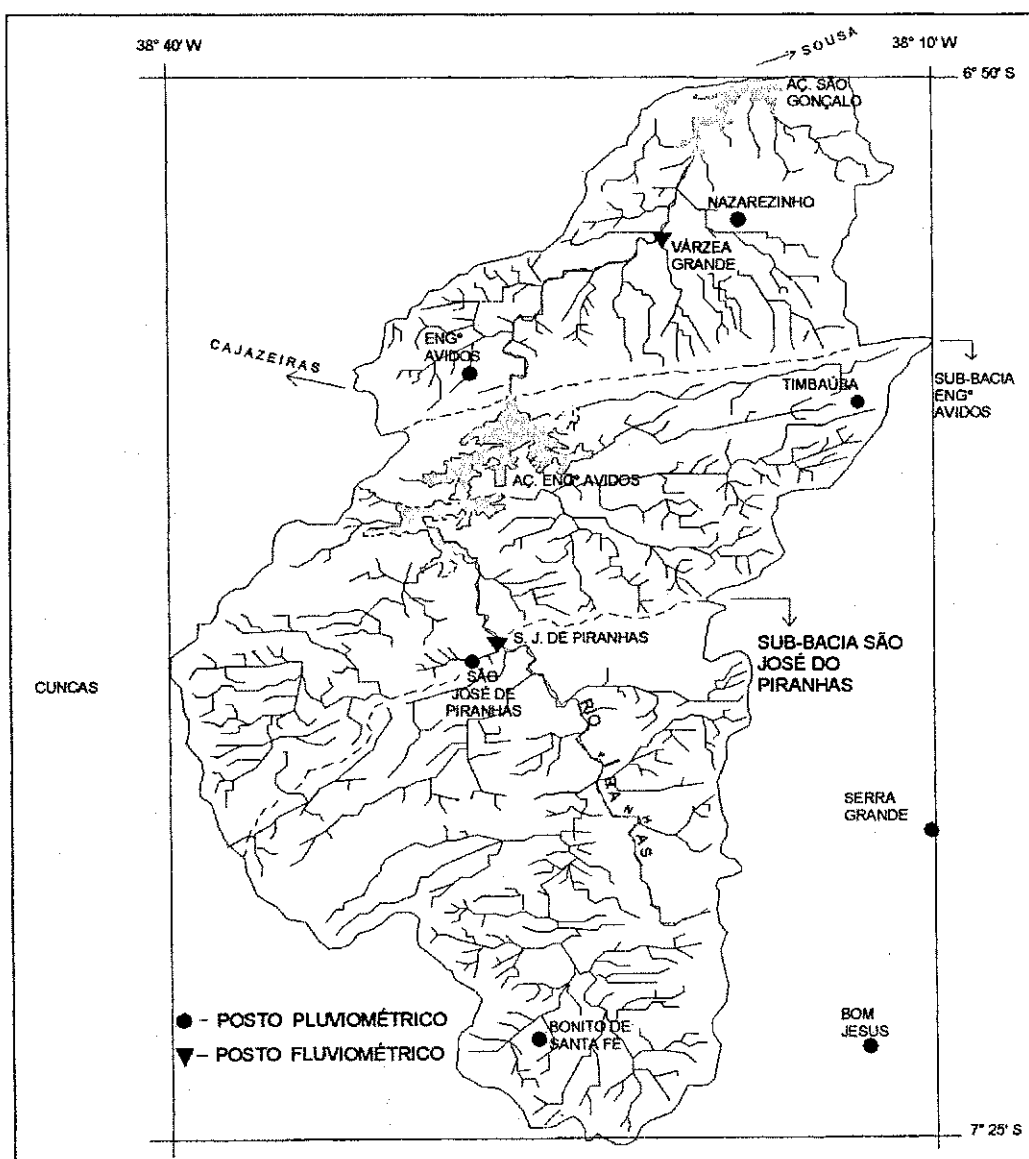 38° 40' W
38° 10' W
SOUSA
6° 50' S
AÇ. SÃO
GONÇALO
NAZAREZINHO
VÁRZEA
GRANDE
ENGº
AVIDOS
CAJAZEIRAS
TIMBAÚBA
SUB-BACIA
ENGº
AVIDOS
AÇ. ENGº AVIDOS
S. J. DE PIRANHAS
SUB-BACIA SÃO
JOSÉ DO
PIRANHAS
SÃO
JOSÉ DE
PIRANHAS
CUNCAS
RIO
SERRA
GRANDE
● - POSTO PLUVIOMÉTRICO
▼ - POSTO FLUVIOMÉTRICO
BONITO DE
SANTA FÉ
BOM
JESUS
7° 25' S